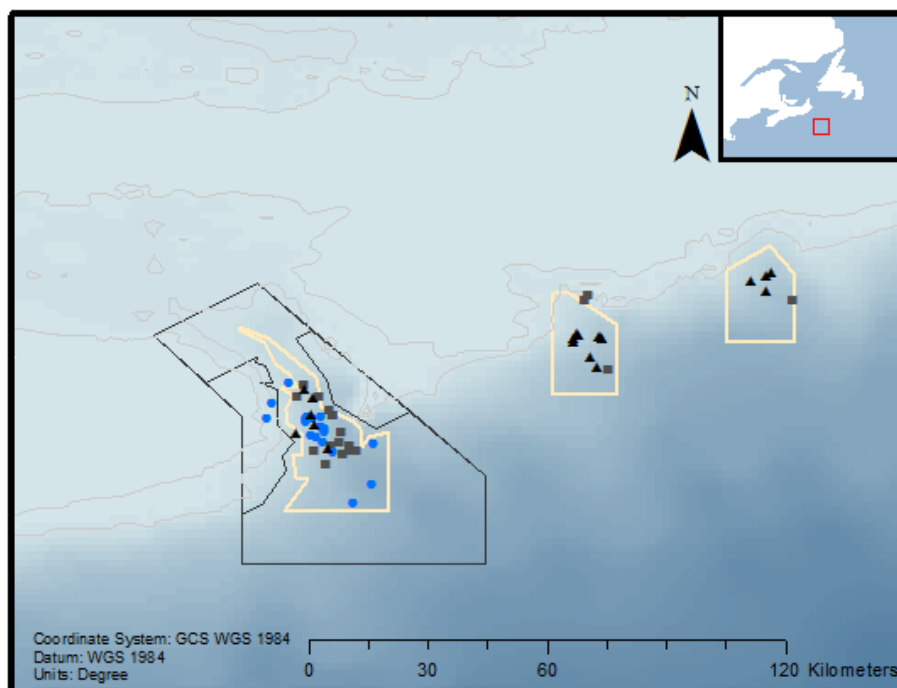 N
Coordinate System: GCS WGS 1984
Datum: WGS 1984
Units: Degree
0 30 60 120 Kilometers